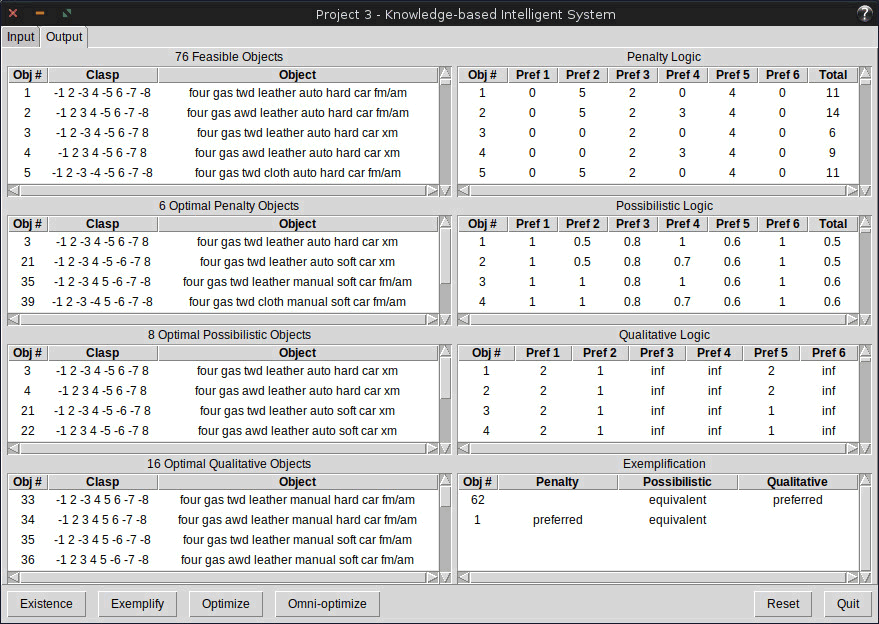 Project 3 - Knowledge-based Intelligent System
?
Input Output
76 Feasible Objects
Obj # Clasp Object
1 -1 2 -3 4 -5 6 -7 -8 four gas twd leather auto hard car fm/am
2 -1 2 3 4 -5 6 -7 -8 four gas awd leather auto hard car fm/am
3 -1 2 -3 4 -5 6 -7 8 four gas twd leather auto hard car xm
4 -1 2 3 4 -5 6 -7 8 four gas awd leather auto hard car xm
5 -1 2 -3 -4 -5 6 -7 -8 four gas twd cloth auto hard car fm/am
Penalty Logic
Obj # Pref 1 Pref 2 Pref 3 Pref 4 Pref 5 Pref 6 Total
1 0 5 2 0 4 0 11
2 0 5 2 3 4 0 14
3 0 0 2 0 4 0 6
4 0 0 2 3 4 0 9
5 0 5 2 0 4 0 11
6 Optimal Penalty Objects
Obj # Clasp Object
3 -1 2 -3 4 -5 6 -7 8 four gas twd leather auto hard car xm
21 -1 2 -3 4 -5 -6 -7 8 four gas twd leather auto soft car xm
35 -1 2 -3 4 5 -6 -7 -8 four gas twd leather manual soft car fm/am
39 -1 2 -3 -4 5 -6 -7 -8 four gas twd cloth manual soft car fm/am
Possibilistic Logic
Obj # Pref 1 Pref 2 Pref 3 Pref 4 Pref 5 Pref 6 Total
1 1 0.5 0.8 1 0.6 1 0.5
2 1 0.5 0.8 0.7 0.6 1 0.5
3 1 1 0.8 1 0.6 1 0.6
4 1 1 0.8 0.7 0.6 1 0.6
8 Optimal Possibilistic Objects
Obj # Clasp Object
3 -1 2 -3 4 -5 6 -7 8 four gas twd leather auto hard car xm
4 -1 2 3 4 -5 6 -7 8 four gas awd leather auto hard car xm
21 -1 2 -3 4 -5 -6 -7 8 four gas twd leather auto soft car xm
22 -1 2 3 4 -5 -6 -7 8 four gas awd leather auto soft car xm
Qualitative Logic
Obj # Pref 1 Pref 2 Pref 3 Pref 4 Pref 5 Pref 6
1 2 1 inf inf 2 inf
2 2 1 inf inf 2 inf
3 2 1 inf inf 1 inf
4 2 1 inf inf 1 inf
16 Optimal Qualitative Objects
Obj # Clasp Object
33 -1 2 -3 4 5 6 -7 -8 four gas twd leather manual hard car fm/am
34 -1 2 3 4 5 6 -7 -8 four gas awd leather manual hard car fm/am
35 -1 2 -3 4 5 -6 -7 -8 four gas twd leather manual soft car fm/am
36 -1 2 3 4 5 -6 -7 -8 four gas awd leather manual soft car fm/am
Exemplification
Obj # Penalty Possibilistic Qualitative
62 equivalent preferred
1 preferred equivalent
Existence Exemplify Optimize Omni-optimize Reset Quit